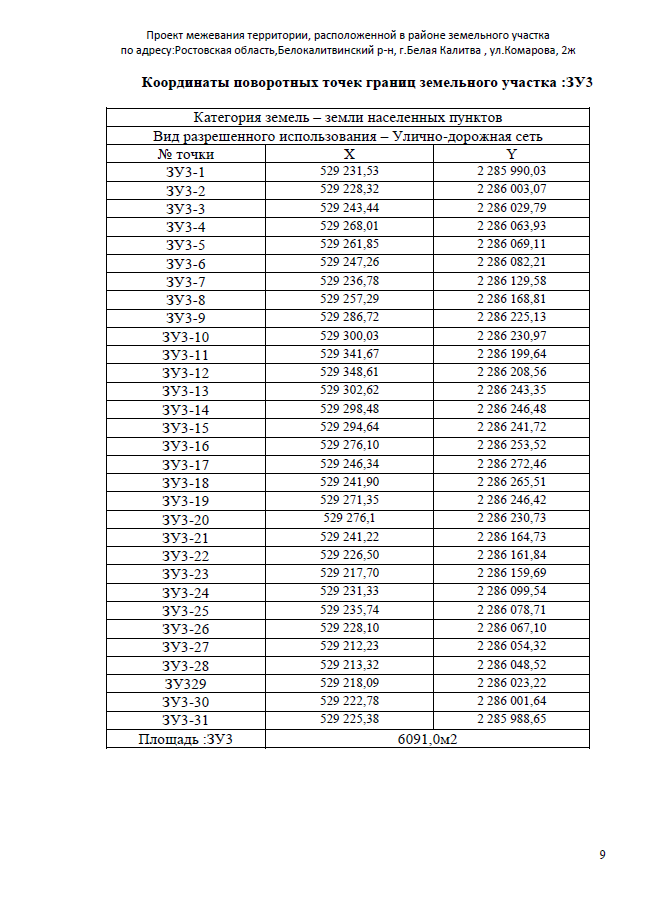 Проект межевания территории, расположенной в районе земельного участка
по адресу:Ростовская область,Белокалитвинский р-н, г.Белая Калитва , ул.Комарова, 2ж
Координаты поворотных точек границ земельного участка :ЗУ3
Категория земель – земли населенных пунктов
Вид разрешенного использования – Улично-дорожная сеть
№ точки X Y
ЗУ3-1 529 231,53 2 285 990,03
ЗУ3-2 529 228,32 2 286 003,07
ЗУ3-3 529 243,44 2 286 029,79
ЗУ3-4 529 268,01 2 286 063,93
ЗУ3-5 529 261,85 2 286 069,11
ЗУ3-6 529 247,26 2 286 082,21
ЗУ3-7 529 236,78 2 286 129,58
ЗУ3-8 529 257,29 2 286 168,81
ЗУ3-9 529 286,72 2 286 225,13
ЗУ3-10 529 300,03 2 286 230,97
ЗУ3-11 529 341,67 2 286 199,64
ЗУ3-12 529 348,61 2 286 208,56
ЗУ3-13 529 302,62 2 286 243,35
ЗУ3-14 529 298,48 2 286 246,48
ЗУ3-15 529 294,64 2 286 241,72
ЗУ3-16 529 276,10 2 286 253,52
ЗУ3-17 529 246,34 2 286 272,46
ЗУ3-18 529 241,90 2 286 265,51
ЗУ3-19 529 271,35 2 286 246,42
ЗУ3-20 529 276,1 2 286 230,73
ЗУ3-21 529 241,22 2 286 164,73
ЗУ3-22 529 226,50 2 286 161,84
ЗУ3-23 529 217,70 2 286 159,69
ЗУ3-24 529 231,33 2 286 099,54
ЗУ3-25 529 235,74 2 286 078,71
ЗУ3-26 529 228,10 2 286 067,10
ЗУ3-27 529 212,23 2 286 054,32
ЗУ3-28 529 213,32 2 286 048,52
ЗУ329 529 218,09 2 286 023,22
ЗУ3-30 529 222,78 2 286 001,64
ЗУ3-31 529 225,38 2 285 988,65
Площадь :ЗУ3 6091,0м2
9